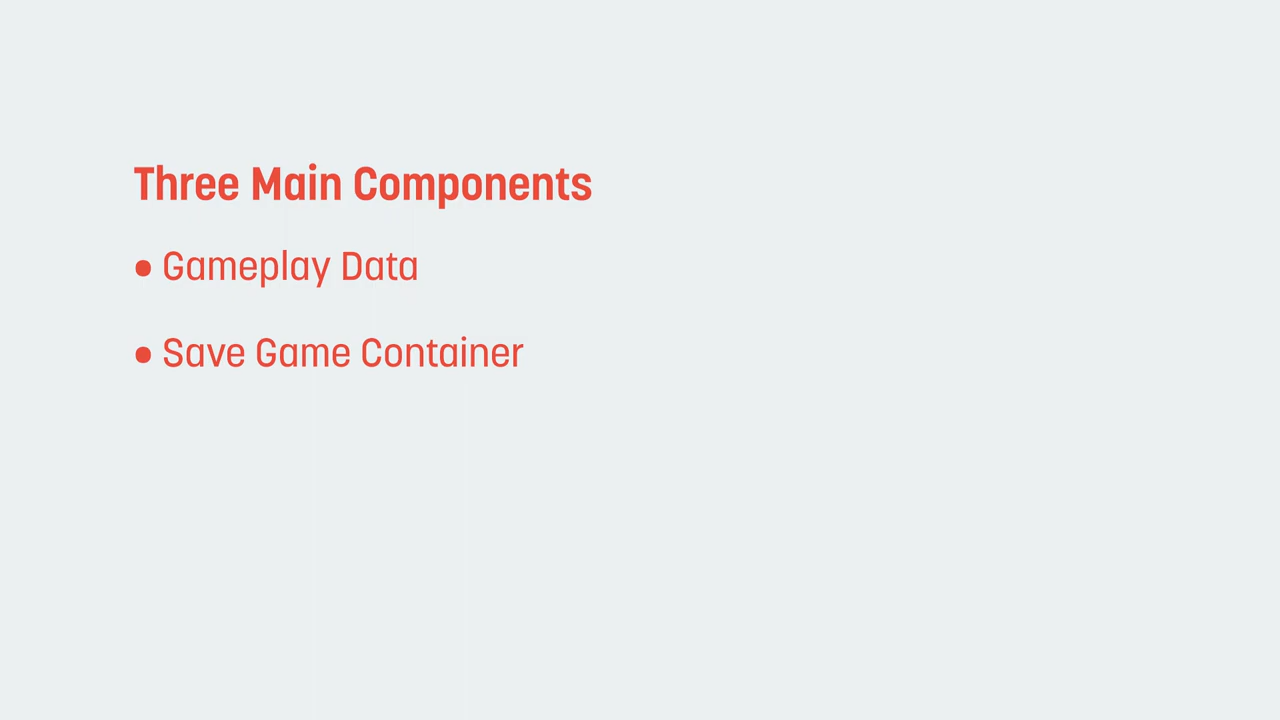 Three Main Components
• Gameplay Data
• Save Game Container